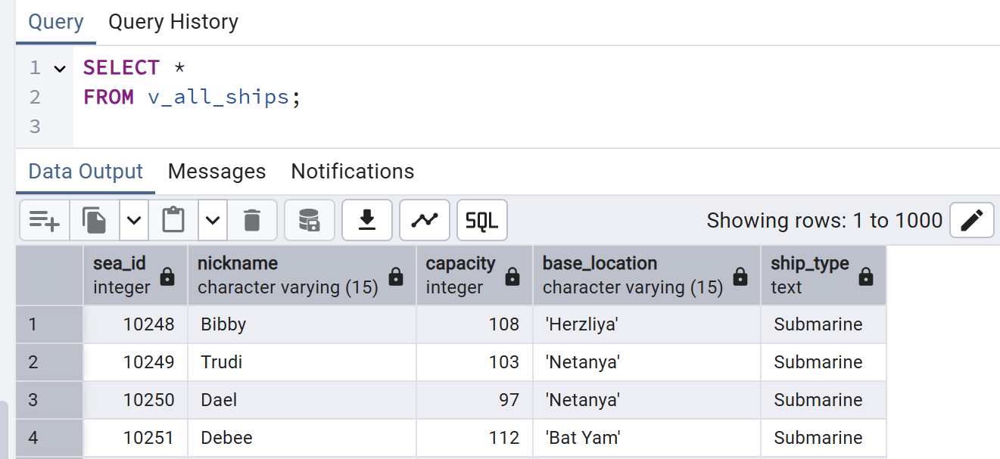 Query Query History
1 SELECT *
2 FROM v_all_ships;
3
Data Output Messages Notifications
SQL Showing rows: 1 to 1000
sea_id nickname capacity base_location ship_type
integer character varying (15) integer character varying (15) text
1 10248 Bibby 108 'Herzliya' Submarine
2 10249 Trudi 103 'Netanya' Submarine
3 10250 Dael 97 'Netanya' Submarine
4 10251 Debee 112 'Bat Yam' Submarine